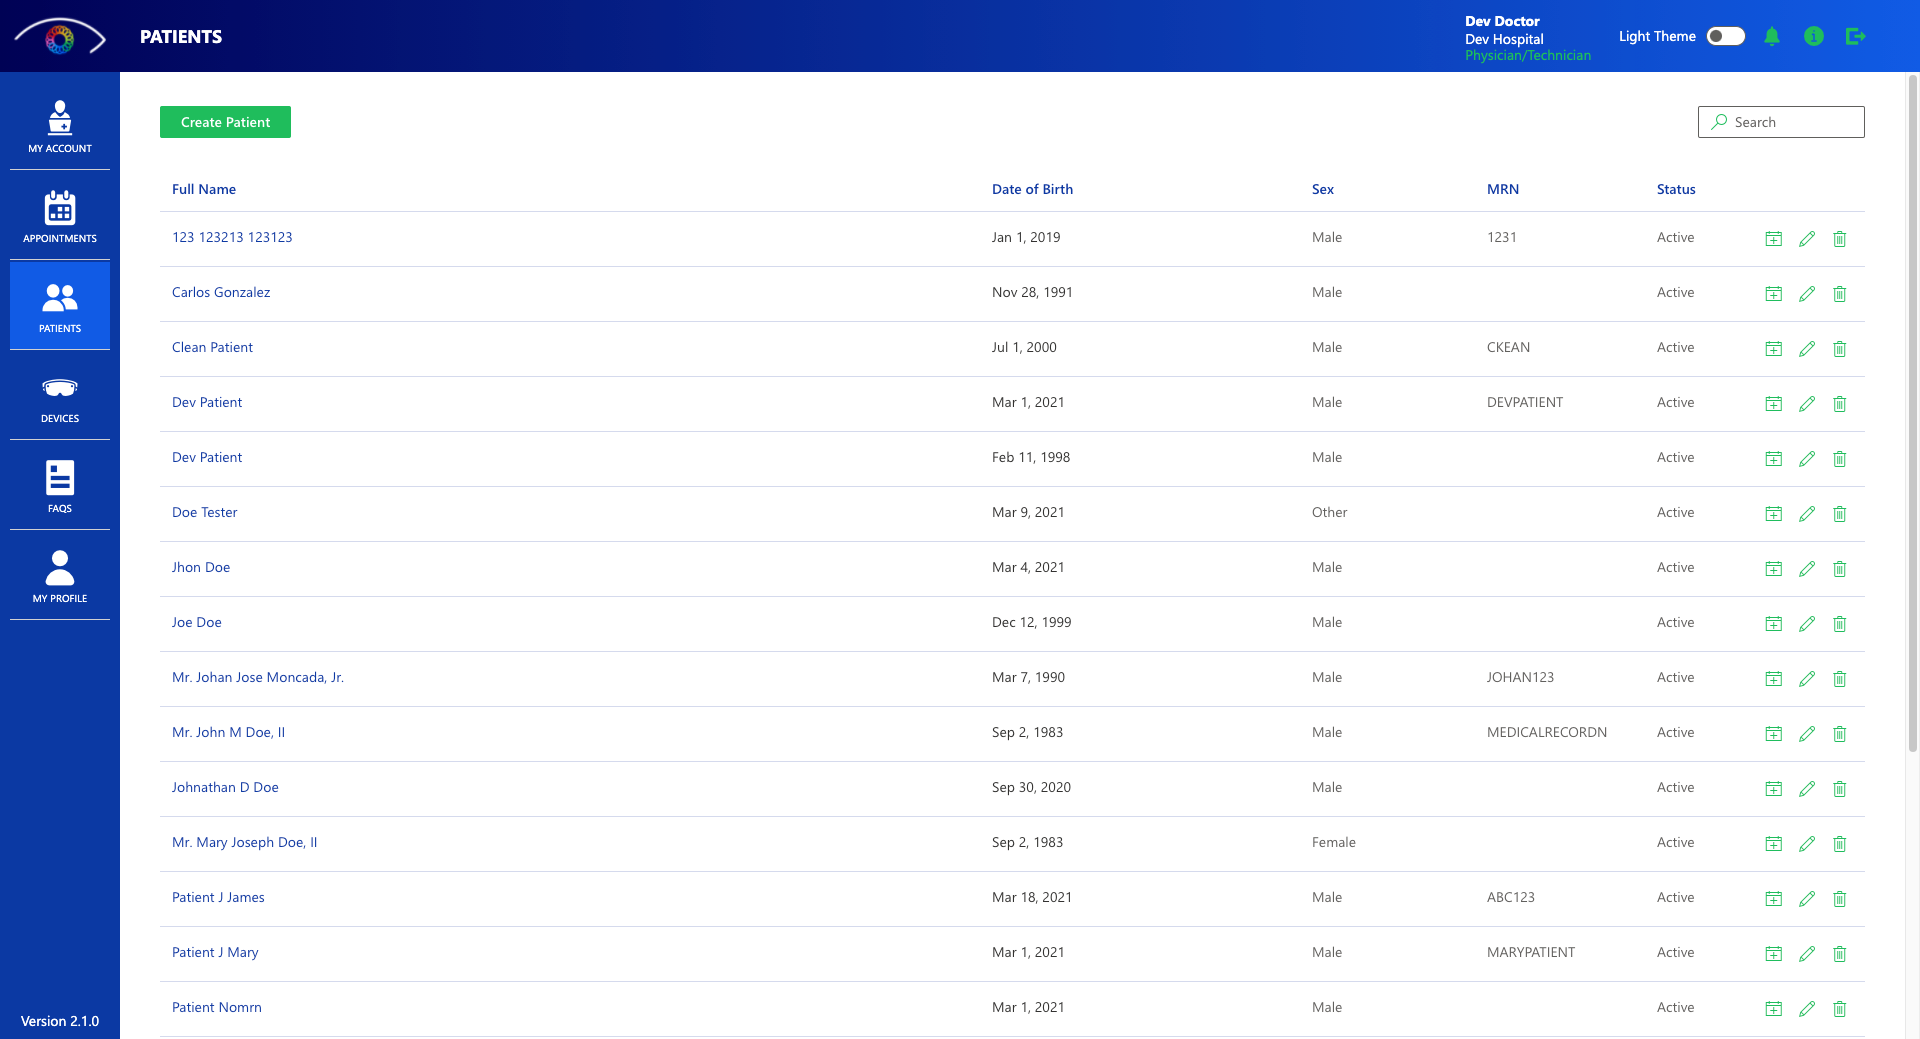 PATIENTS
Dev Doctor
Dev Hospital
Physician/Technician
Light Theme
MY ACCOUNT
APPOINTMENTS
PATIENTS
DEVICES
FAQS
MY PROFILE
Version 2.1.0
Create Patient
Search
Full Name Date of Birth Sex MRN Status
123 123213 123123 Jan 1, 2019 Male 1231 Active
Carlos Gonzalez Nov 28, 1991 Male Active
Clean Patient Jul 1, 2000 Male CKEAN Active
Dev Patient Mar 1, 2021 Male DEVPATIENT Active
Dev Patient Feb 11, 1998 Male Active
Doe Tester Mar 9, 2021 Other Active
Jhon Doe Mar 4, 2021 Male Active
Joe Doe Dec 12, 1999 Male Active
Mr. Johan Jose Moncada, Jr. Mar 7, 1990 Male JOHAN123 Active
Mr. John M Doe, II Sep 2, 1983 Male MEDICALRECORDN Active
Johnathan D Doe Sep 30, 2020 Male Active
Mr. Mary Joseph Doe, II Sep 2, 1983 Female Active
Patient J James Mar 18, 2021 Male ABC123 Active
Patient J Mary Mar 1, 2021 Male MARYPATIENT Active
Patient Nomrn Mar 1, 2021 Male Active